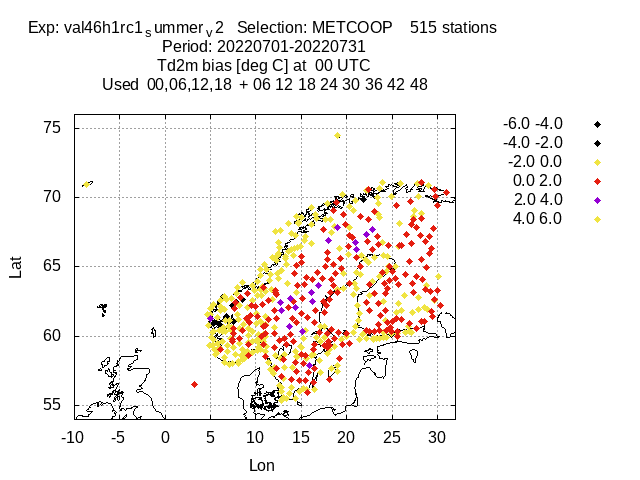 Exp: val46h1rc1summerv2   Selection: METCOOP    515 stations
Period: 20220701-20220731
Td2m bias [deg C] at  00 UTC
Used  00,06,12,18  + 06 12 18 24 30 36 42 48
-6.0 -4.0
-4.0 -2.0
-2.0 0.0
0.0 2.0
2.0 4.0
4.0 6.0
75
70
65
60
55
Lat
-10 -5 0 5 10 15 20 25 30
Lon